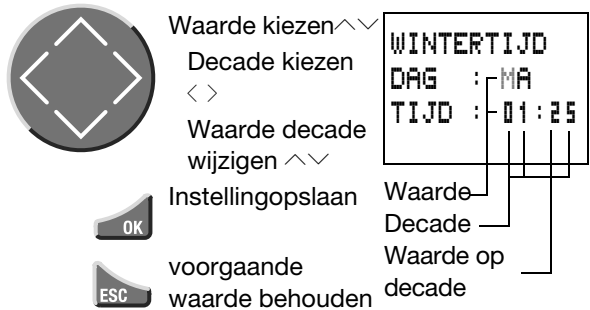 Waarde kiezen︿﹀
Decade kiezen
< >
Waarde decade
wijzigen ︿﹀
Instellingopslaan
OK
voorgaande
ESC
waarde behouden
WINTERTIJD
DAG : MA
TIJD : 01:25
Waarde
Decade
Waarde op
decade